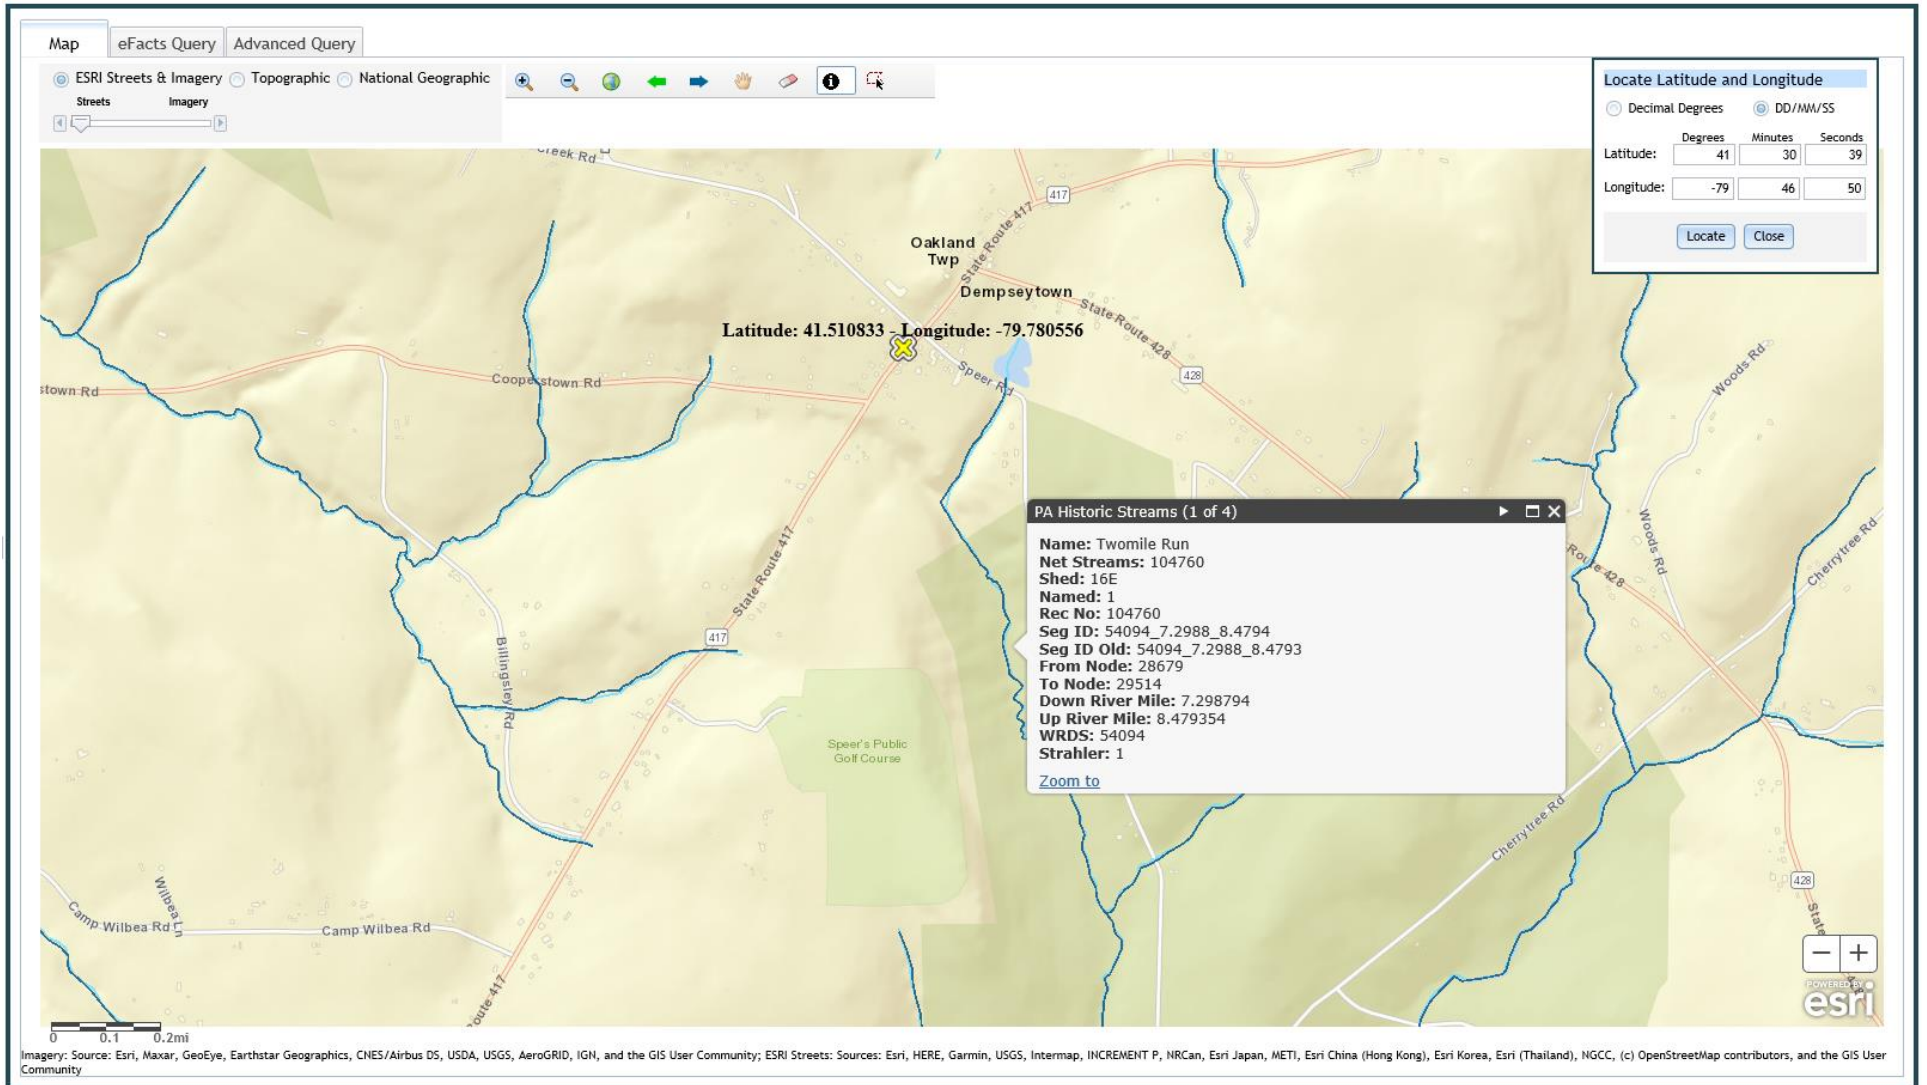 Map
eFacts Query
Advanced Query
ESRI Streets & Imagery
Topographic
National Geographic
Streets
Imagery
Locate Latitude and Longitude
Decimal Degrees
DD/MM/SS
Degrees Minutes Seconds
Latitude: 41 30 39
Longitude: -79 46 50
Locate
Close
Creek Rd
417
State Route 417
Oakland
Twp
Dempseytown
State Route 428
Latitude: 41.510833 - Longitude: -79.780556
Speer Rd
428
Woods Rd
stown Rd
Cooperstown Rd
State Route 417
417
Billingsley Rd
PA Historic Streams (1 of 4)
Name: Twomile Run
Net Streams: 104760
Shed: 16E
Named: 1
Rec No: 104760
Seg ID: 54094_7.2988_8.4794
Seg ID Old: 54094_7.2988_8.4793
From Node: 28679
To Node: 29514
Down River Mile: 7.298794
Up River Mile: 8.479354
WRDS: 54094
Strahler: 1
Zoom to
Woods Rd
Route 428
Cherrytree Rd
Speer's Public
Golf Course
Cherrytree Rd
428
State
Wilbea Ln
Camp Wilbea Rd
Camp Wilbea Rd
Route 417
POWERED BY
esri
0 0.1 0.2mi
Imagery: Source: Esri, Maxar, GeoEye, Earthstar Geographics, CNES/Airbus DS, USDA, USGS, AeroGRID, IGN, and the GIS User Community; ESRI Streets: Sources: Esri, HERE, Garmin, USGS, Intermap, INCREMENT P, NRCan, Esri Japan, METI, Esri China (Hong Kong), Esri Korea, Esri (Thailand), NGCC, (c) OpenStreetMap contributors, and the GIS User
Community